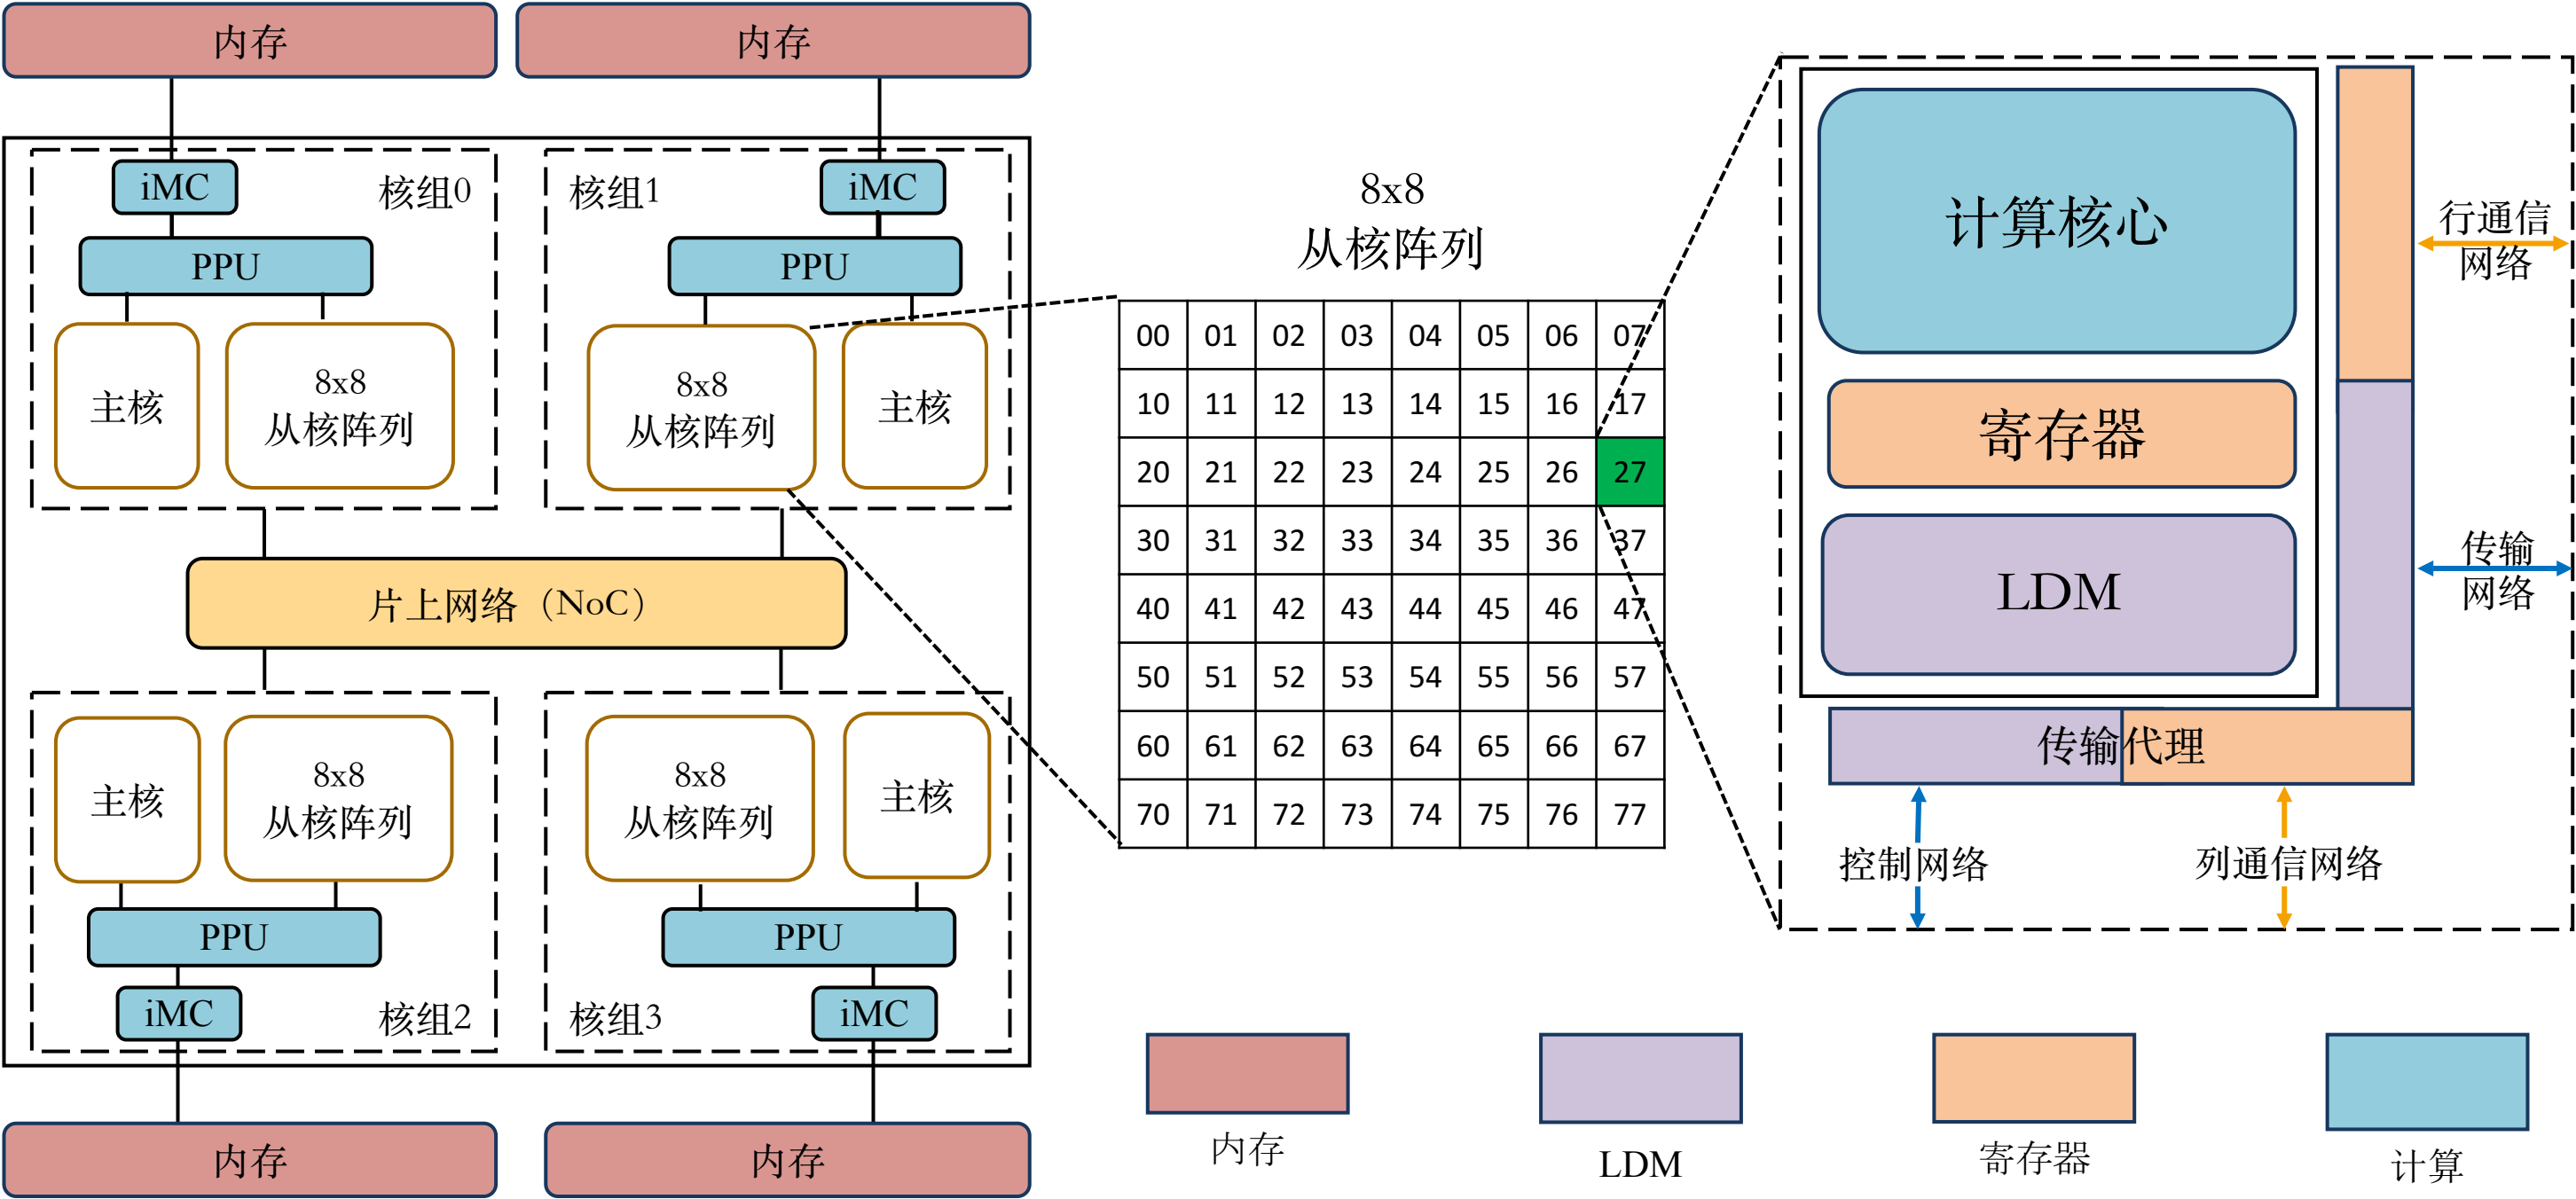 内存
内存
iMC
核组0
PPU
主核
8x8
从核阵列
核组1
iMC
PPU
8x8
从核阵列
主核
片上网络（NoC）
主核
8x8
从核阵列
PPU
iMC
核组2
8x8
从核阵列
主核
PPU
核组3
iMC
内存
内存
8x8
从核阵列
00 01 02 03 04 05 06 07
10 11 12 13 14 15 16 17
20 21 22 23 24 25 26 27
30 31 32 33 34 35 36 37
40 41 42 43 44 45 46 47
50 51 52 53 54 55 56 57
60 61 62 63 64 65 66 67
70 71 72 73 74 75 76 77
计算核心
寄存器
LDM
传输代理
行通信
网络
传输
网络
控制网络
列通信网络
内存
LDM
寄存器
计算